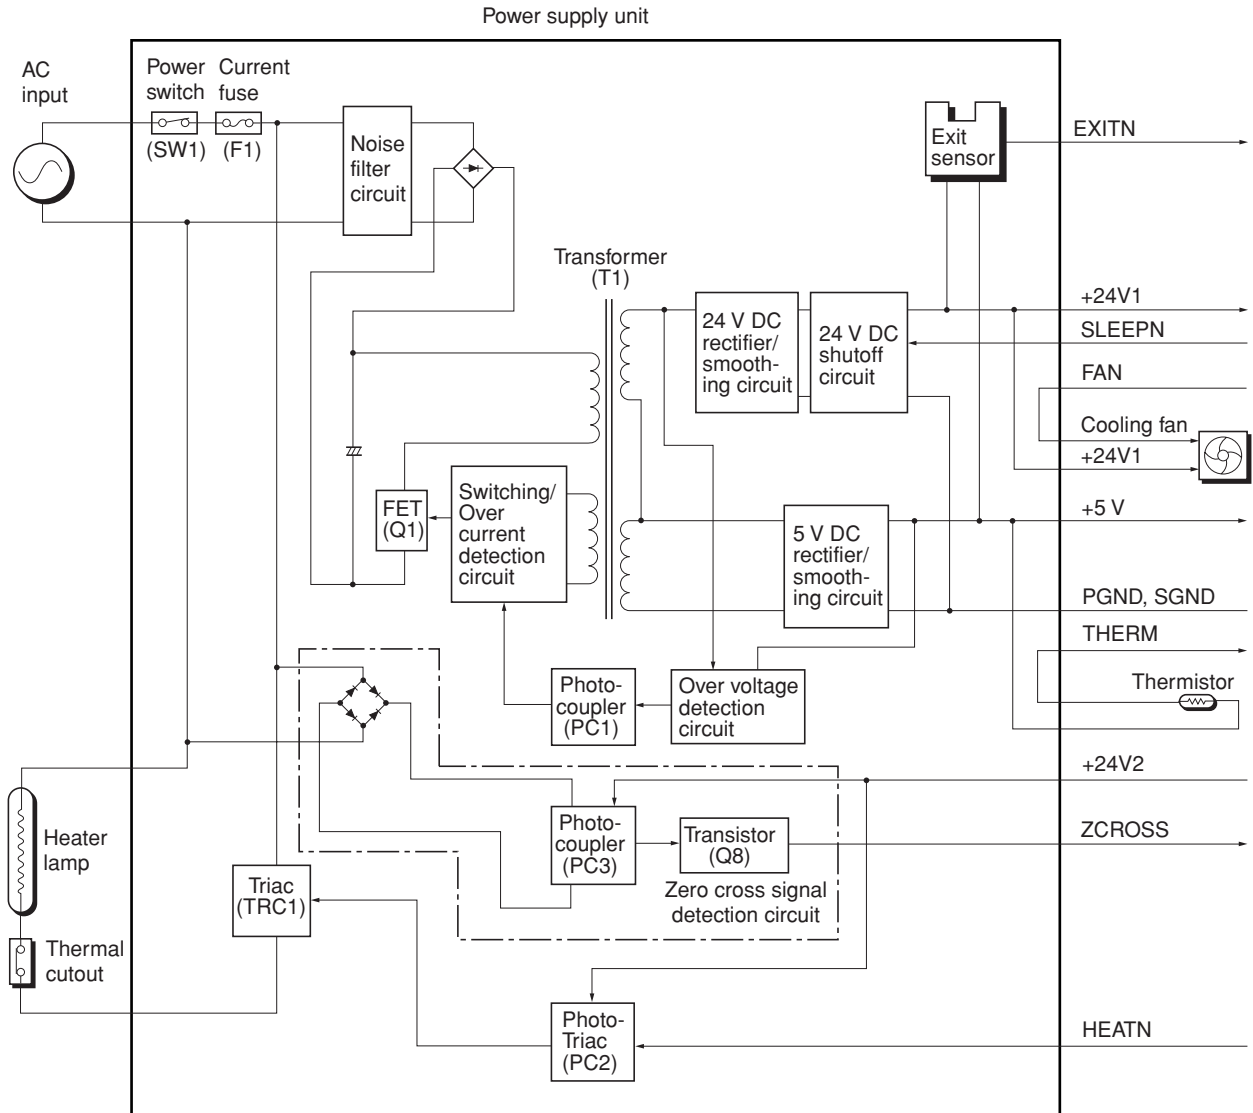 Power supply unit
AC
input
Power
switch
(SW1)
Current
fuse
(F1)
Noise
filter
circuit
Exit
sensor
EXITN
Transformer
(T1)
24 V DC
rectifier/
smooth-
ing circuit
24 V DC
shutoff
circuit
+24V1
SLEEPN
FAN
Cooling fan
+24V1
FET
(Q1)
Switching/
Over
current
detection
circuit
5 V DC
rectifier/
smooth-
ing circuit
+5 V
PGND, SGND
THERM
Thermistor
Photo-
coupler
(PC1)
Over voltage
detection
circuit
+24V2
Heater
lamp
Photo-
coupler
(PC3)
Transistor
(Q8)
ZCROSS
Zero cross signal
detection circuit
Triac
(TRC1)
Thermal
cutout
Photo-
Triac
(PC2)
HEATN